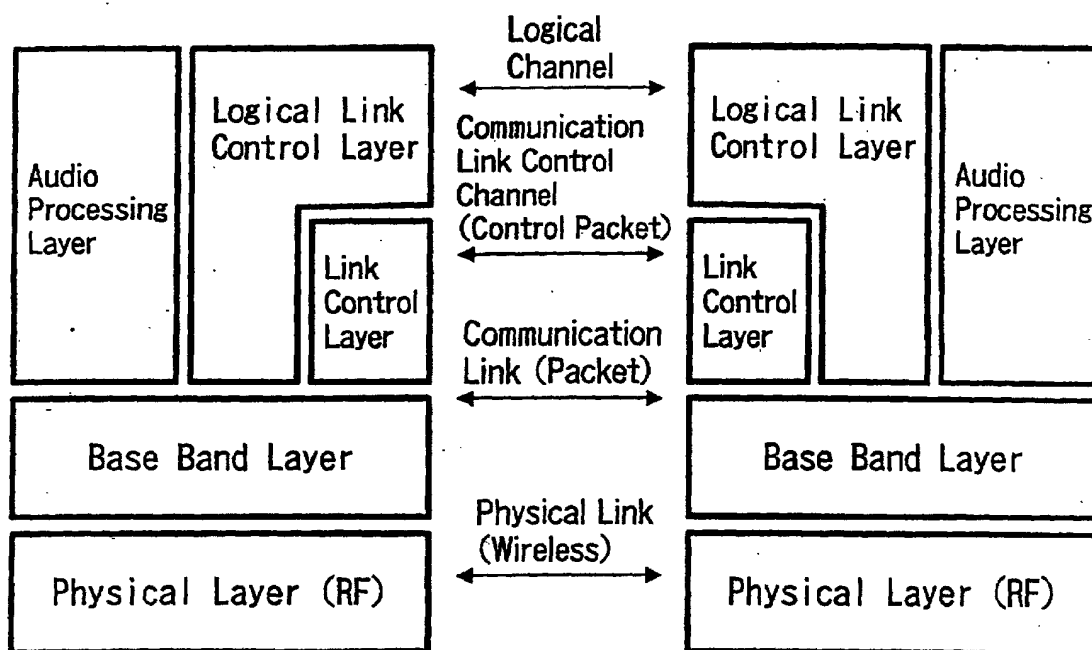 Audio
Processing
Layer
Logical Link
Control Layer
Link
Control
Layer
Base Band Layer
Physical Layer (RF)
Logical
Channel
Communication
Link Control
Channel
(Control Packet)
Communication
Link (Packet)
Physical Link
(Wireless)
Logical Link
Control Layer
Link
Control
Layer
Audio
Processing
Layer
Base Band Layer
Physical Layer (RF)